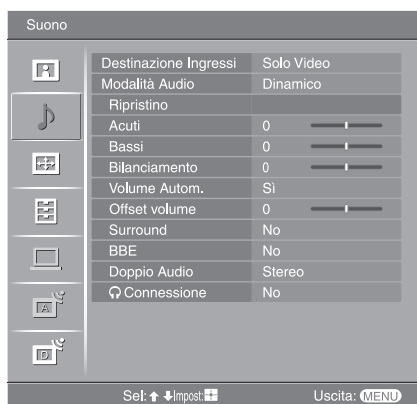 Suono
Destinazione Ingressi Solo Video
Modalità Audio Dinamico
Ripristino
Acuti 0
Bassi 0
Bilanciamento 0
Volume Autom. Sì
Offset volume 0
Surround No
BBE No
Doppio Audio Stereo
Connessione No
A
D
Sel: Impost: Uscita: MENU